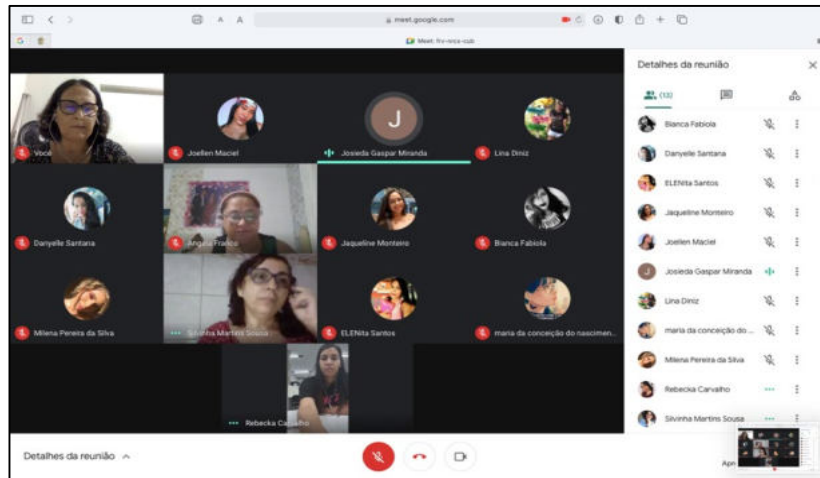 A A
meet.google.com
G
Meet: frv-nrce-cub
Você
Joellen Maciel
J
Josieda Gaspar Miranda
Lina Diniz
Danyelle Santana
Angela Franco
Jaqueline Monteiro
Bianca Fabiola
Milena Pereira da Silva
Silvinha Martins Sousa
ELENita Santos
maria da conceição do nascimen...
Rebecka Carvalho
Detalhes da reunião
(13)
Bianca Fabiola
Danyelle Santana
ELENita Santos
Jaqueline Monteiro
Joellen Maciel
J
Josieda Gaspar Miranda
Lina Diniz
maria da conceição do ...
Milena Pereira da Silva
Rebecka Carvalho
Silvinha Martins Sousa
Detalhes da reunião
Apr